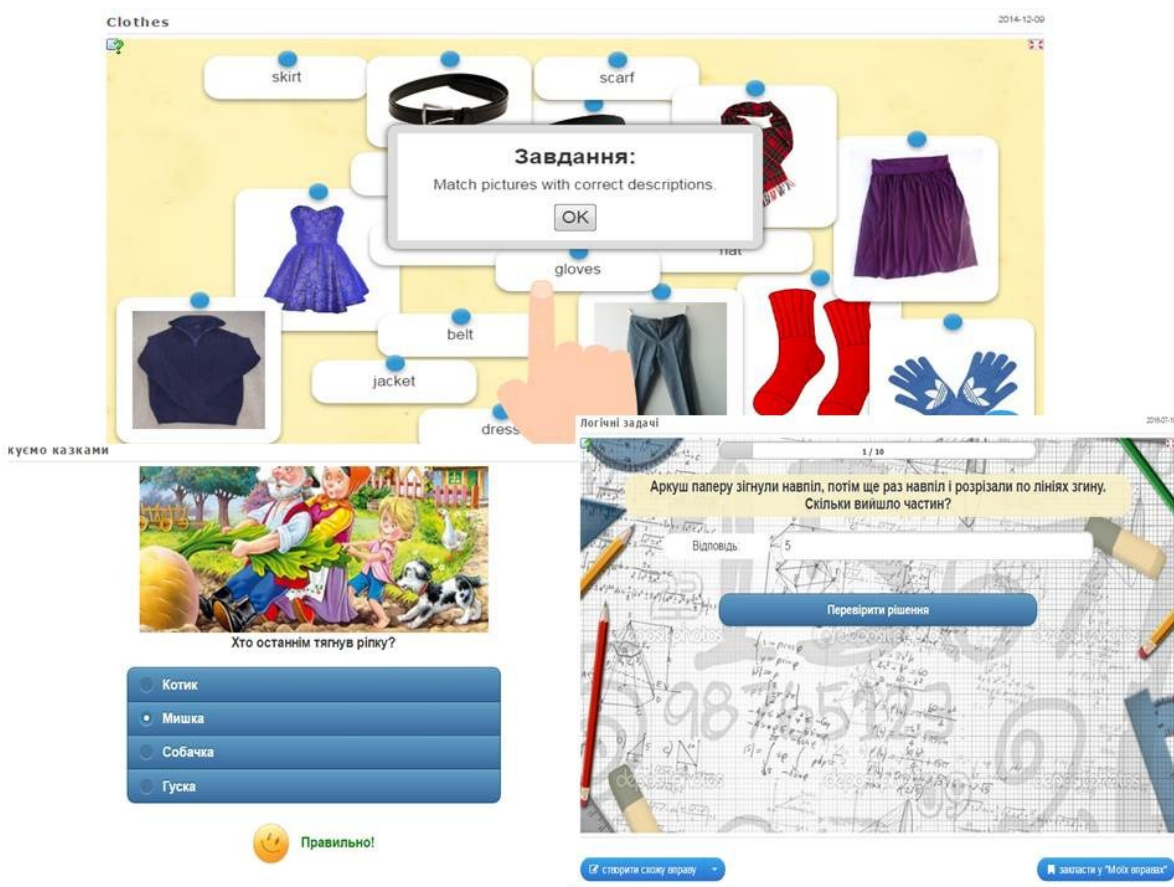 Clothes
2014-12-09
skirt
scarf
Завдання:
Match pictures with correct descriptions.
OK
hat
gloves
belt
jacket
dress
куємо казками
Хто останнім тягнув ріпку?
Котик
Мишка
Собачка
Гуска
Правильно!
Логічні задачі
1 / 10
Аркуш паперу зігнули навпіл, потім ще раз навпіл і розрізали по лініях згину.
Скільки вийшло частин?
Відповідь:
5
Перевірити рішення
створити схожу вправу
закласти у "Моїх вправах"